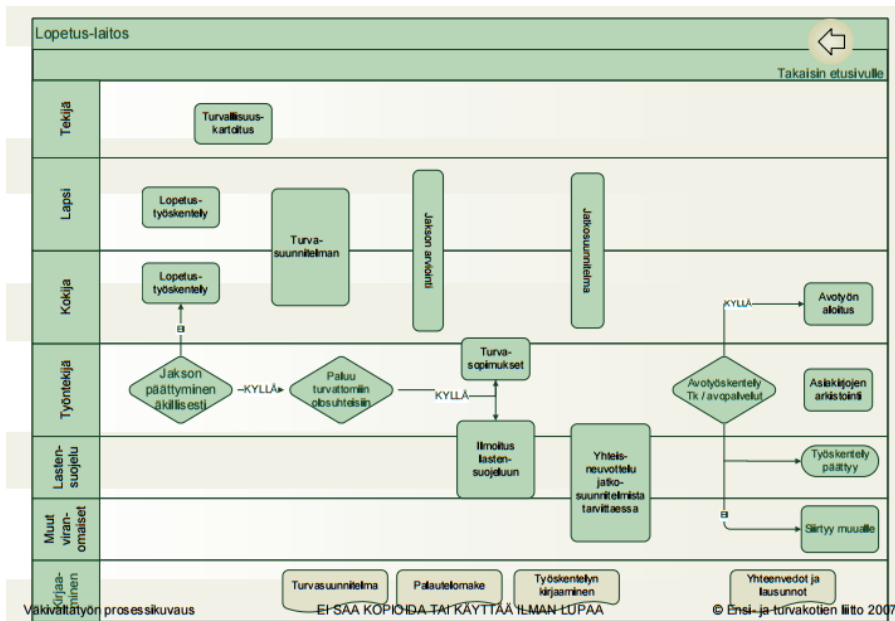 Lopetus-laitos
Takaisin etusivulle
Tekijä
Turvallisuus-
kartoitus
Lapsi
Lopetus-
työskentely
Turva-
suunnitelman
Jakson arviointi
Jatkosuunnitelma
Kokija
Lopetus-
työskentely
EI
KYLLÄ
Avotyön
aloitus
Työntekijä
Jakson
päättyminen
äkillisesti
KYLLÄ
Paluu
turvattomiin
olosuhteisiin
KYLLÄ
Turva-
sopimukset
Avotyöskentely
Tk / avopalvelut
Asiakirjojen
arkistointi
Lasten-
suojelu
Ilmoitus
lasten-
suojeluun
Yhteis-
neuvottelu
jatko-
suunnitelmista
tarvittaessa
Työskentely
päättyy
Muut
viran-
omaiset
EI
Siirtyy muualle
Kirjaa-
minen
Turvasuunnitelma
Palautelomake
Työskentelyn
kirjaaminen
Yhteenvedot ja
lausunnot
Väkivaltatyön prosessikuvaus
EI SAA KOPIOIDA TAI KÄYTTÄÄ ILMAN LUPAA
© Ensi- ja turvakotien liitto 2007